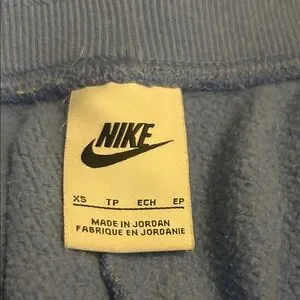 NIKE
XS TP ECH EP
MADE IN JORDAN
FABRIQUE EN JORDANIE